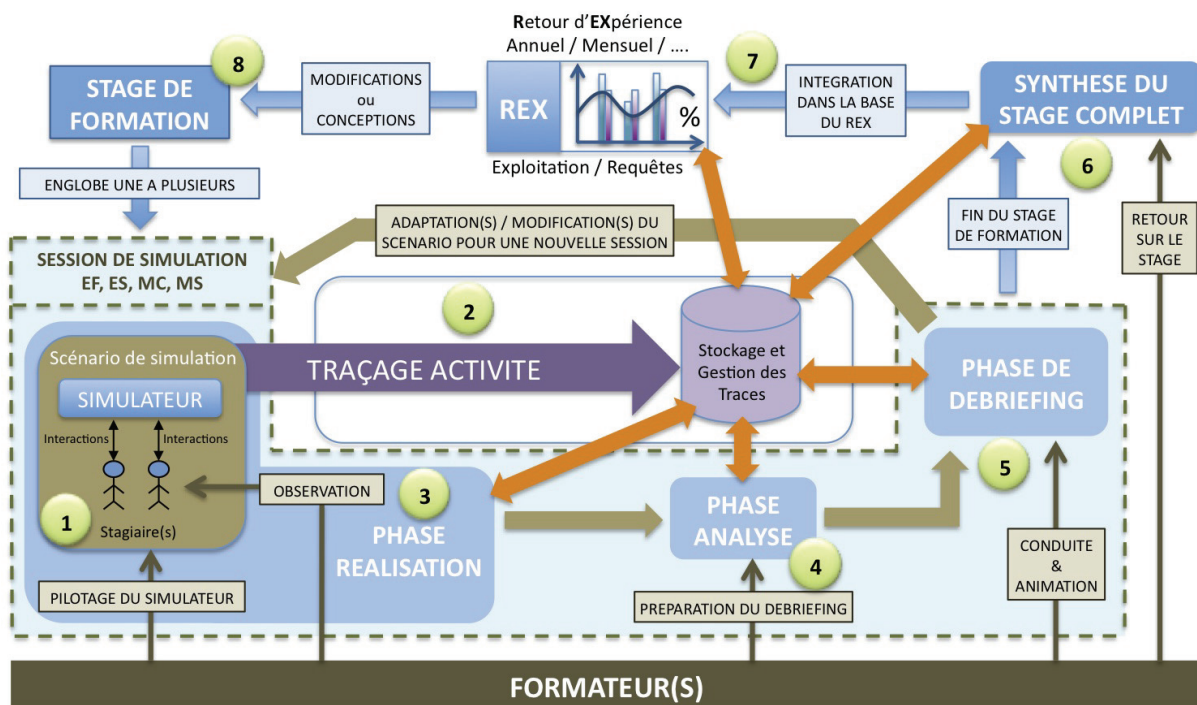 Retour d'EXpérience
Annuel / Mensuel / ....
8
7
STAGE DE
FORMATION
MODIFICATIONS
ou
CONCEPTIONS
REX
%
INTEGRATION
DANS LA BASE
DU REX
SYNTHESE DU
STAGE COMPLET
Exploitation / Requêtes
6
ENGLOBE UNE A PLUSIEURS
ADAPTATION(S) / MODIFICATION(S) DU
SCENARIO POUR UNE NOUVELLE SESSION
FIN DU STAGE
DE FORMATION
RETOUR
SUR LE
STAGE
SESSION DE SIMULATION
EF, ES, MC, MS
2
Scénario de simulation
TRAÇAGE ACTIVITE
Stockage et
Gestion des
Traces
PHASE DE
DEBRIEFING
SIMULATEUR
Interactions
Interactions
5
OBSERVATION
3
1
Stagiaire(s)
PHASE
REALISATION
PHASE
ANALYSE
4
CONDUITE
&
ANIMATION
PILOTAGE DU SIMULATEUR
PREPARATION DU DEBRIEFING
FORMATEUR(S)